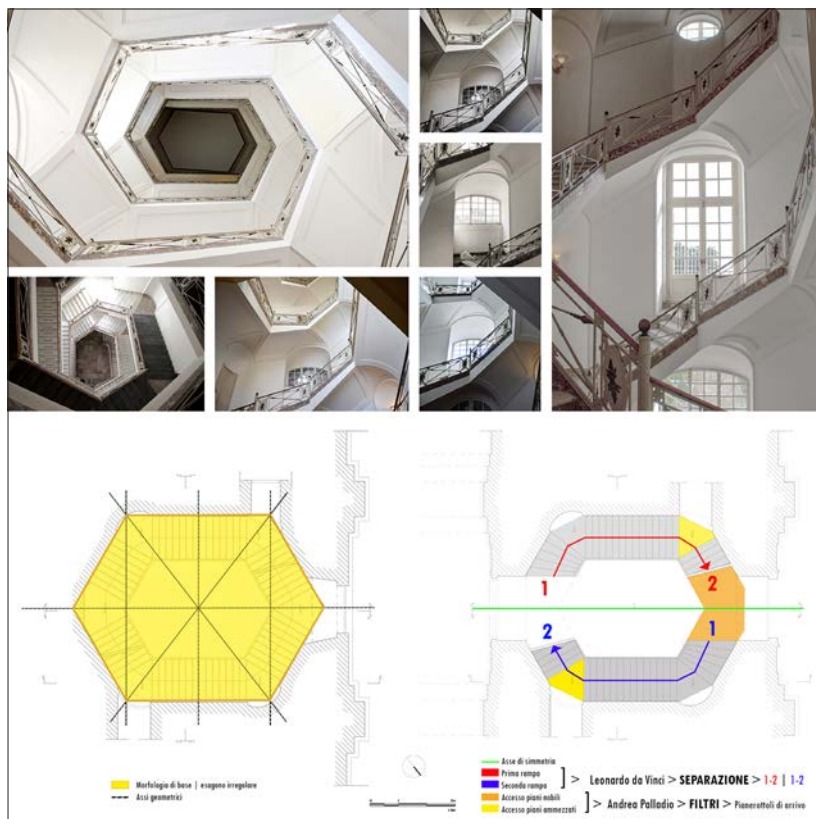 1
2
2
1
Morfologia di base | esagono irregolare
Assi geometrici
Asse di simmetria
Prima rampa
Seconda rampa
] > Leonardo da Vinci > SEPARAZIONE > 1-2 | 1-2
Accesso piani nobili
Accesso piani ammezzati
] > Andrea Palladio > FILTRI > Pianerottoli di arrivo